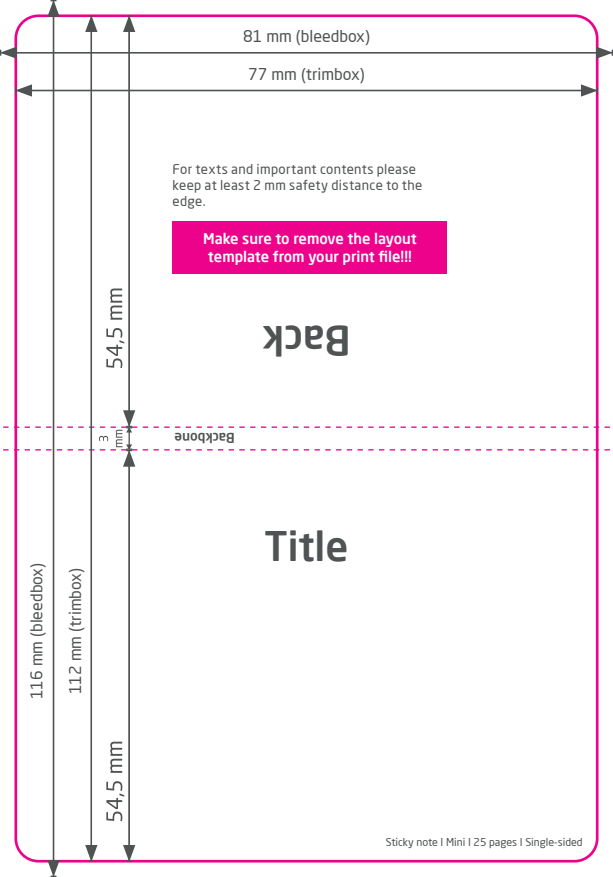 81 mm (bleedbox)
77 mm (trimbox)
For texts and important contents please
keep at least 2 mm safety distance to the
edge.
Make sure to remove the layout
template from your print file!!!
54,5 mm
Back
3
mm
Backbone
Title
116 mm (bleedbox)
112 mm (trimbox)
54,5 mm
Sticky note I Mini I 25 pages I Single-sided